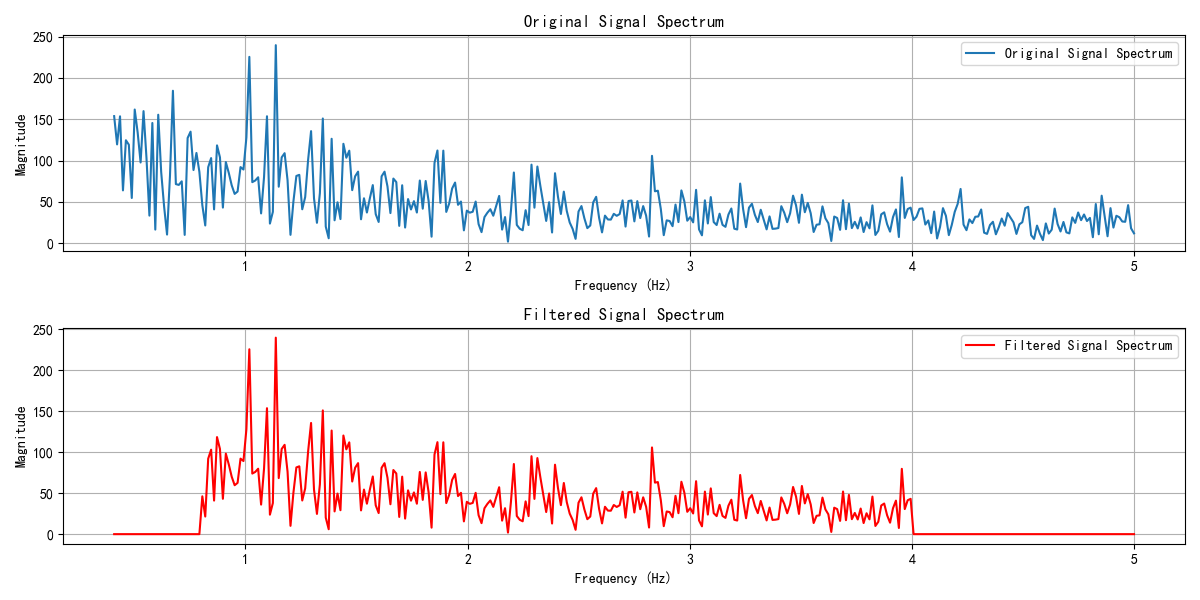 Original Signal Spectrum
250
200
150
100
50
0
Magnitude
Original Signal Spectrum
1
2
3
4
5
Frequency (Hz)
Filtered Signal Spectrum
250
200
150
100
50
0
Magnitude
Filtered Signal Spectrum
1
2
3
4
5
Frequency (Hz)